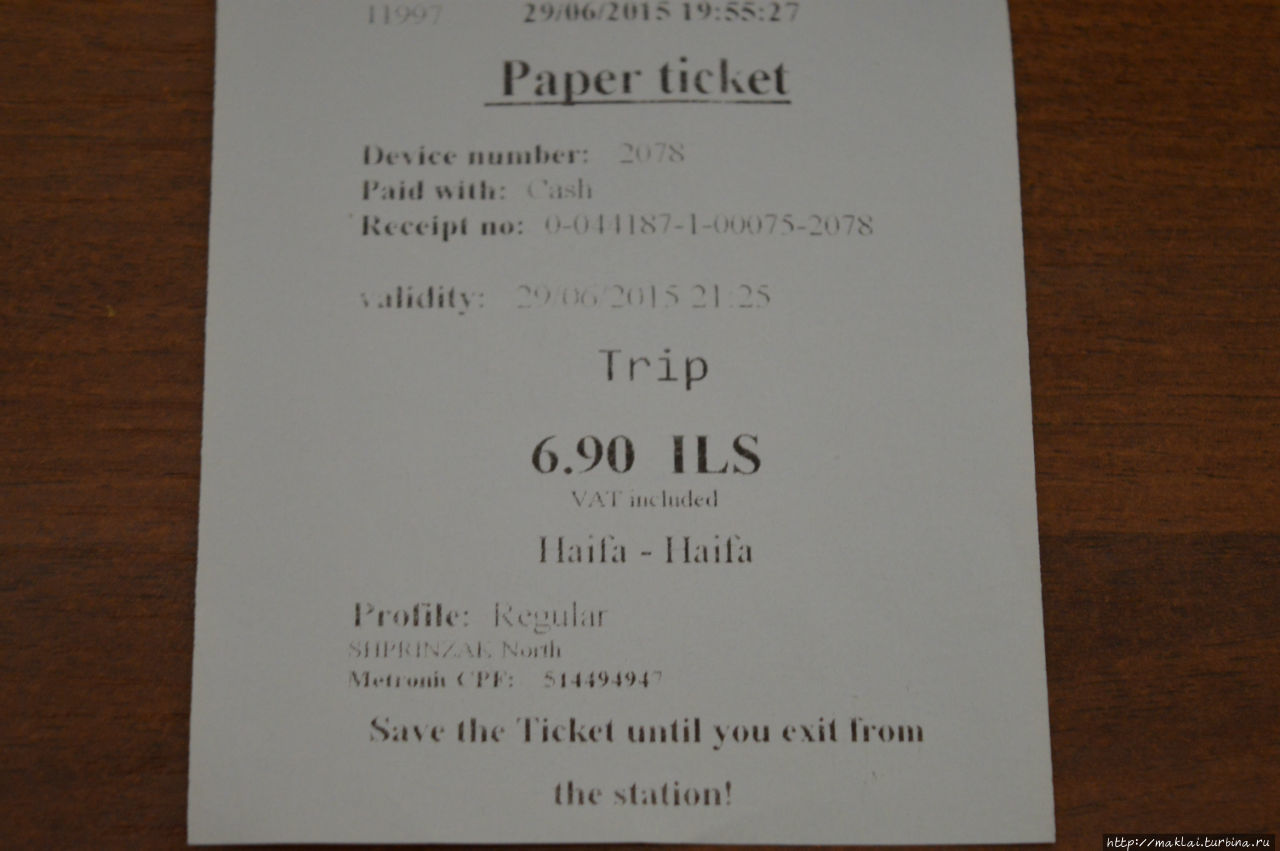 11997 29/06/2015 19:55:27
Paper ticket
Device number: 2078
Paid with: Cash
Receipt no: 0-044187-1-00075-2078
validity: 29/06/2015 21:25
Trip
6.90 ILS
VAT included
Haifa - Haifa
Profile: Regular
SHPRINZAK North
Metronit CPF: 514494947
Save the Ticket until you exit from
the station!
http://maklai.turbina.ru